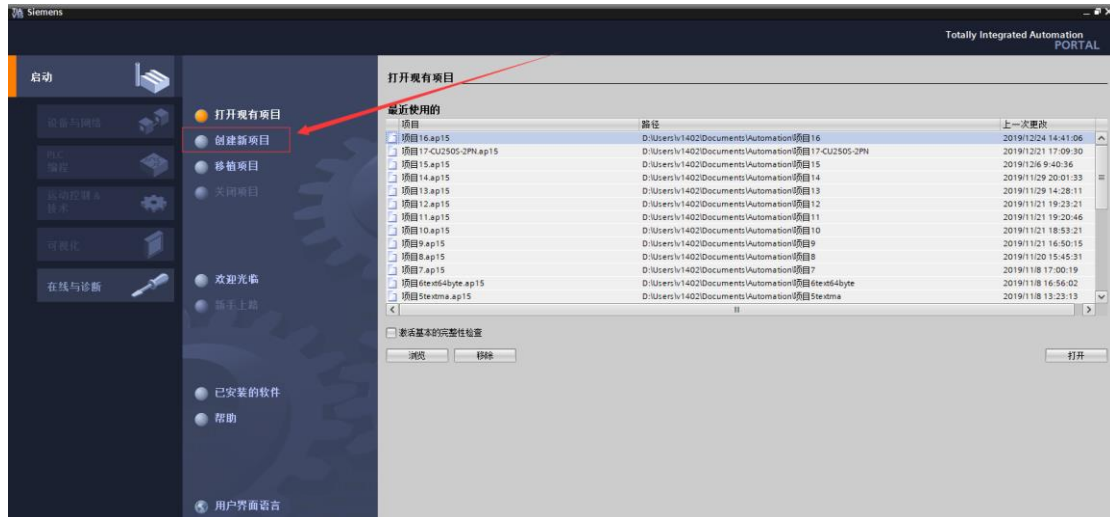 Siemens
Totally Integrated Automation
PORTAL
启动
设备与网络
PLC
编程
运动控制 &
技术
可视化
在线与诊断
打开现有项目
创建新项目
移植项目
关闭项目
欢迎光临
新手上路
已安装的软件
帮助
用户界面语言
打开现有项目
最近使用的
项目 路径 上一次更改
项目16.ap15 D:\Users\v1402\Documents\Automation\项目16 2019/12/24 14:41:06
项目17-CU250S-2PN.ap15 D:\Users\v1402\Documents\Automation\项目17-CU250S-2PN 2019/12/21 17:09:30
项目15.ap15 D:\Users\v1402\Documents\Automation\项目15 2019/12/6 9:40:36
项目14.ap15 D:\Users\v1402\Documents\Automation\项目14 2019/11/29 20:01:33
项目13.ap15 D:\Users\v1402\Documents\Automation\项目13 2019/11/29 14:28:11
项目12.ap15 D:\Users\v1402\Documents\Automation\项目12 2019/11/21 19:23:21
项目11.ap15 D:\Users\v1402\Documents\Automation\项目11 2019/11/21 19:20:46
项目10.ap15 D:\Users\v1402\Documents\Automation\项目10 2019/11/21 18:53:21
项目9.ap15 D:\Users\v1402\Documents\Automation\项目9 2019/11/21 16:50:15
项目8.ap15 D:\Users\v1402\Documents\Automation\项目8 2019/11/20 15:45:31
项目7.ap15 D:\Users\v1402\Documents\Automation\项目7 2019/11/8 17:00:19
项目6text64byte.ap15 D:\Users\v1402\Documents\Automation\项目6text64byte 2019/11/8 16:56:02
项目5textma.ap15 D:\Users\v1402\Documents\Automation\项目5textma 2019/11/8 13:23:13
激活基本的完整性检查
浏览 移除 打开